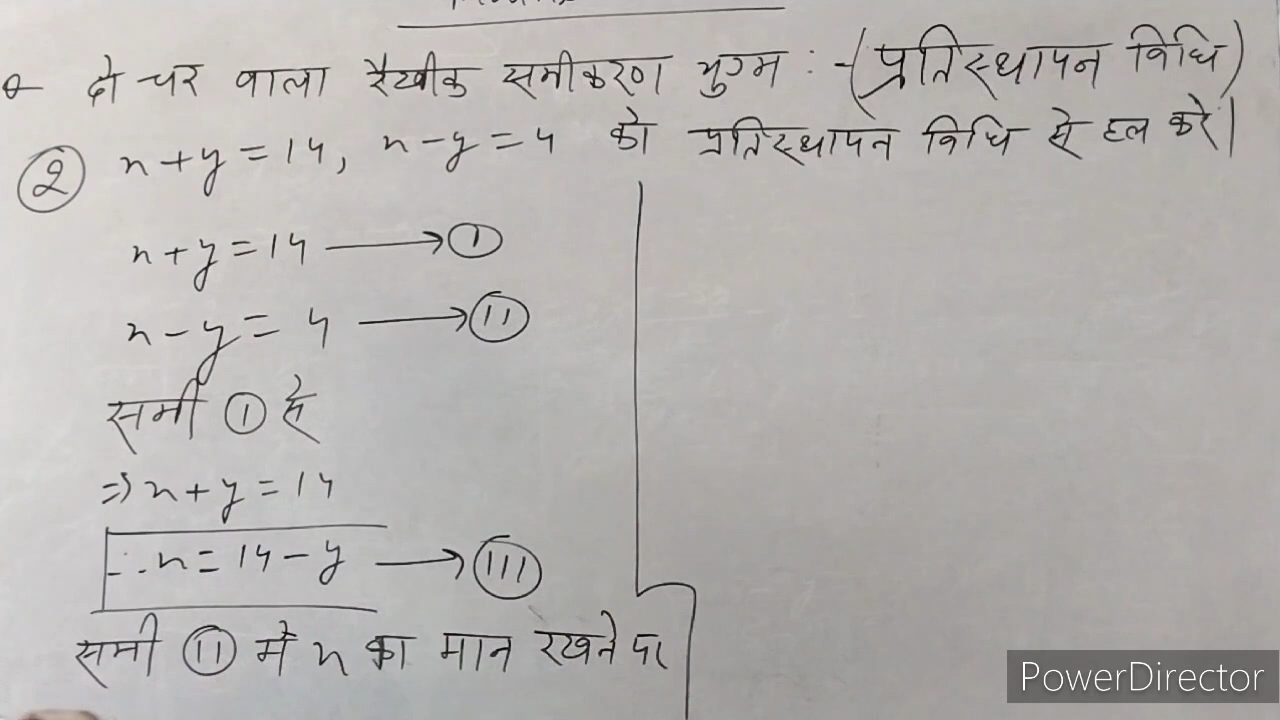 दो चर वाला रैखीक समीकरण युग्म :- (प्रतिस्थापन विधि)
② x + y = 14, x - y = 4 को प्रतिस्थापन विधि से हल करे।
x + y = 14 ⟶ Ⓘ
x - y = 4 ⟶ (II)
समी Ⓘ से
⇒ x + y = 14
∴ x = 14 - y ⟶ (III)
समी (II) में x का मान रखने पर
PowerDirector